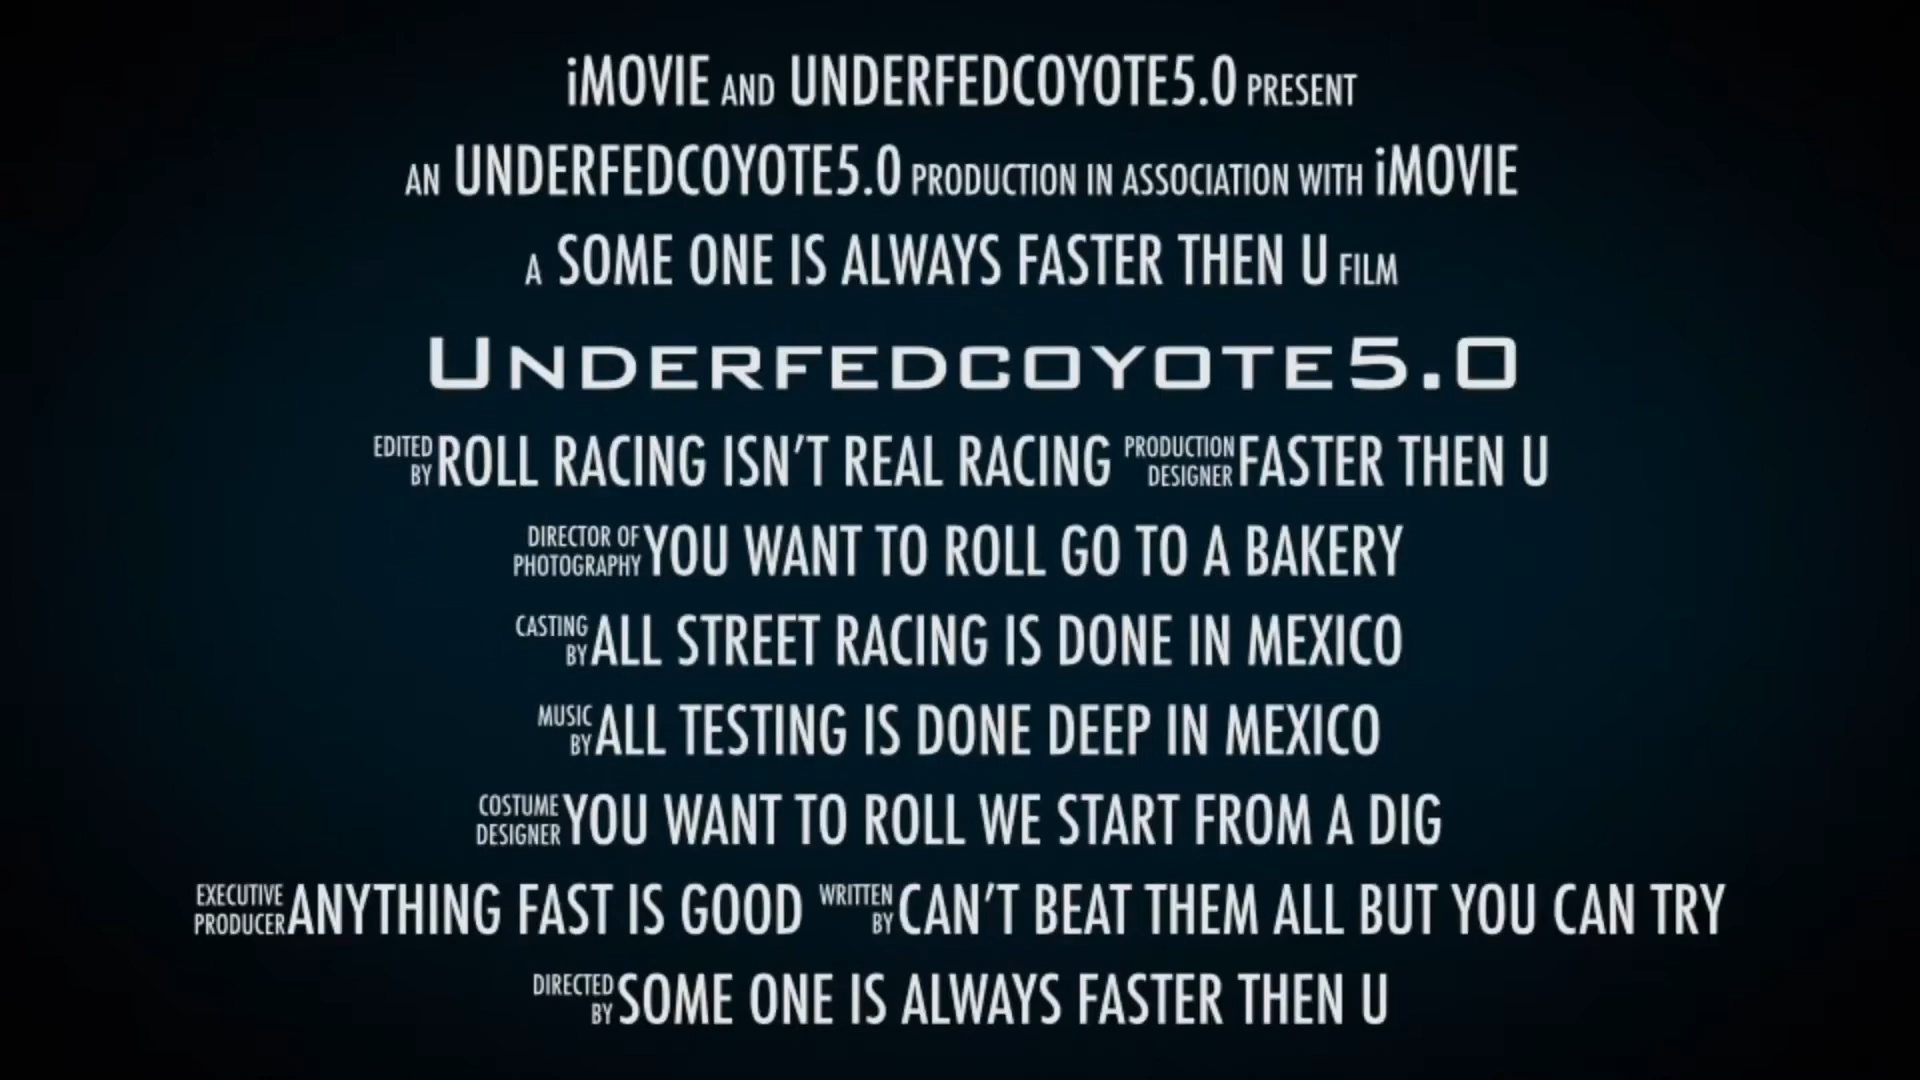 iMOVIE AND UNDERFEDCOYOTE5.0 PRESENT
AN UNDERFEDCOYOTE5.0 PRODUCTION IN ASSOCIATION WITH iMOVIE
A SOME ONE IS ALWAYS FASTER THEN U FILM
UNDERFEDCOYOTE5.0
EDITED BY ROLL RACING ISN'T REAL RACING PRODUCTION DESIGNER FASTER THEN U
DIRECTOR OF PHOTOGRAPHY YOU WANT TO ROLL GO TO A BAKERY
CASTING BY ALL STREET RACING IS DONE IN MEXICO
MUSIC BY ALL TESTING IS DONE DEEP IN MEXICO
COSTUME DESIGNER YOU WANT TO ROLL WE START FROM A DIG
EXECUTIVE PRODUCER ANYTHING FAST IS GOOD WRITTEN BY CAN'T BEAT THEM ALL BUT YOU CAN TRY
DIRECTED BY SOME ONE IS ALWAYS FASTER THEN U